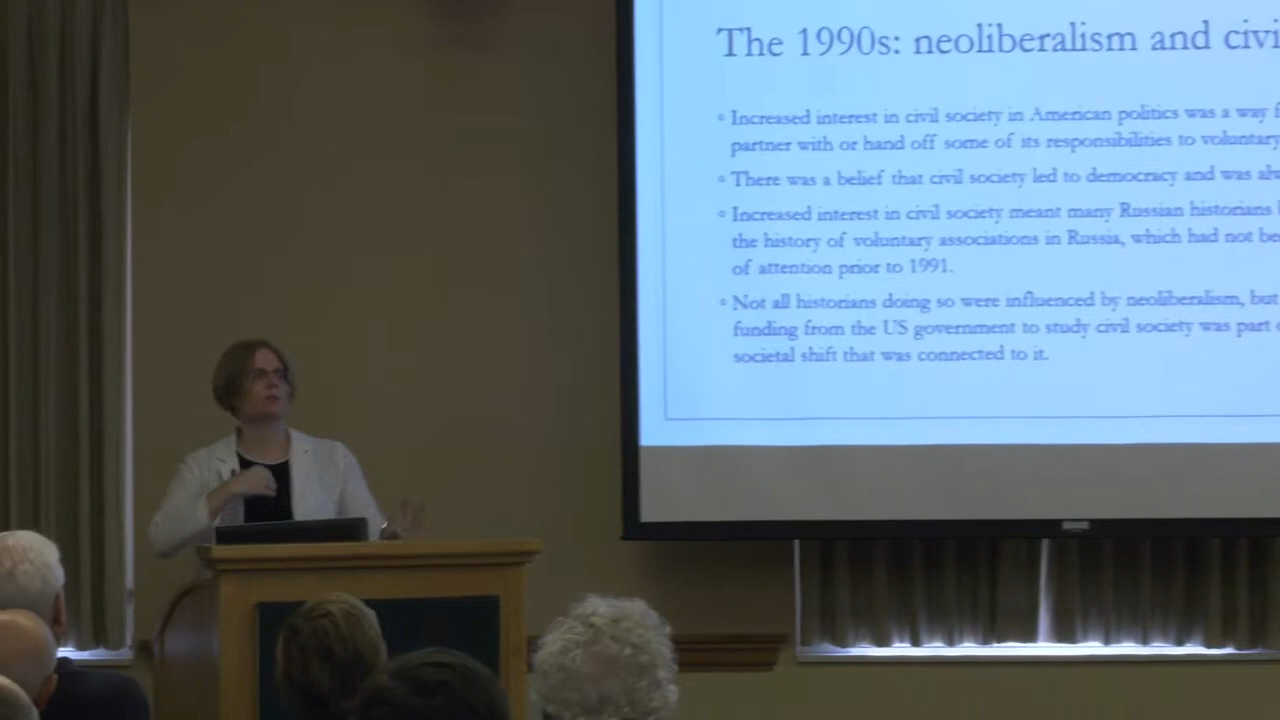 The 1990s: neoliberalism and civi
◦ Increased interest in civil society in American politics was a way f
partner with or hand off some of its responsibilities to voluntary
◦ There was a belief that civil society led to democracy and was alw
◦ Increased interest in civil society meant many Russian historians
the history of voluntary associations in Russia, which had not be
of attention prior to 1991.
◦ Not all historians doing so were influenced by neoliberalism, but
funding from the US government to study civil society was part
societal shift that was connected to it.